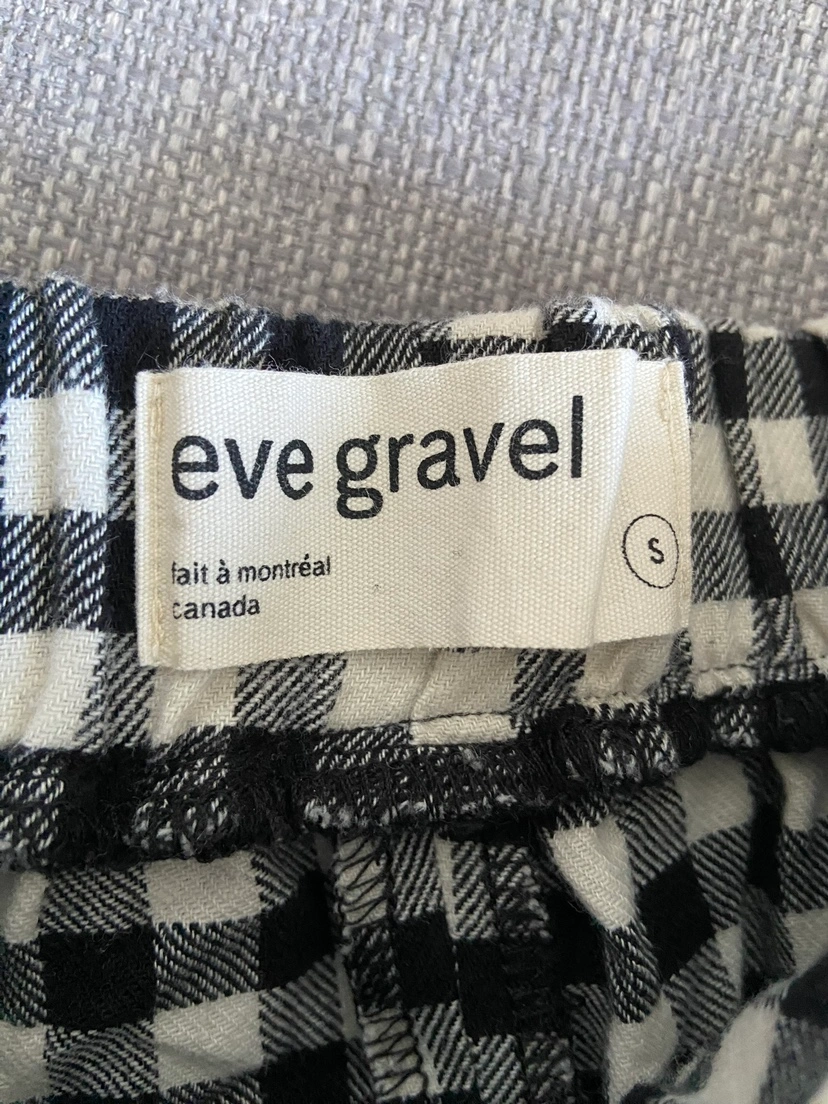 eve gravel
S
fait à montréal
canada